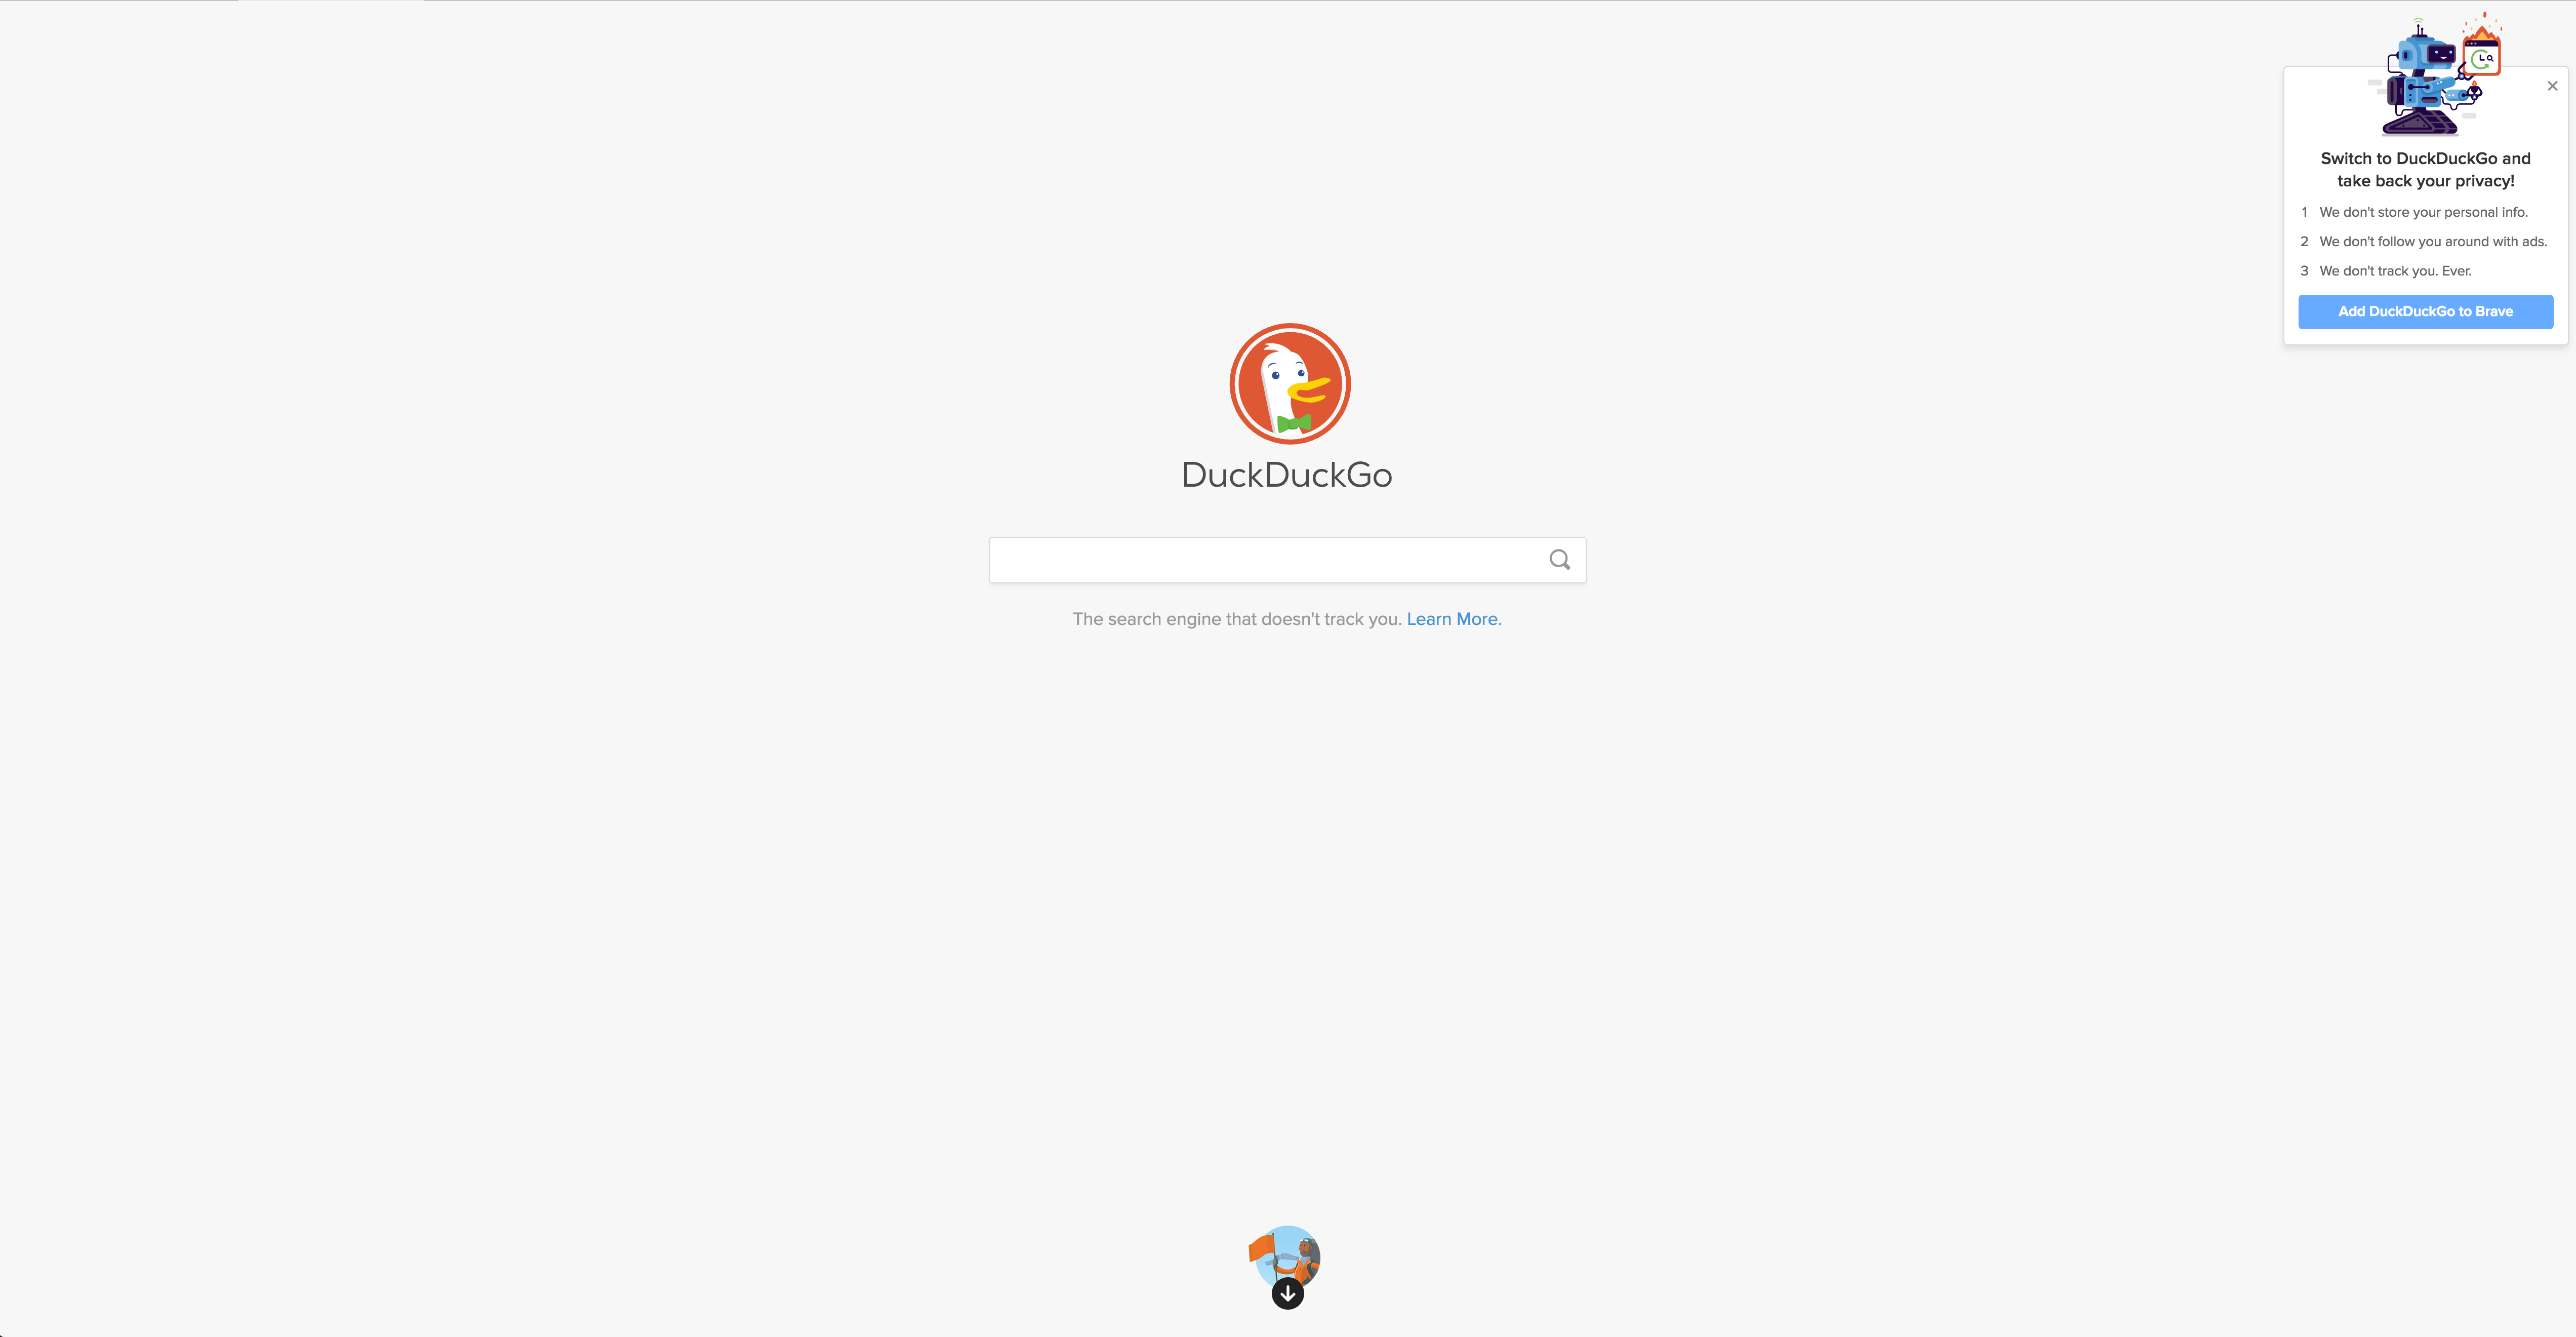 Switch to DuckDuckGo and
take back your privacy!
1 We don't store your personal info.
2 We don't follow you around with ads.
3 We don't track you. Ever.
Add DuckDuckGo to Brave
DuckDuckGo
The search engine that doesn't track you. Learn More.